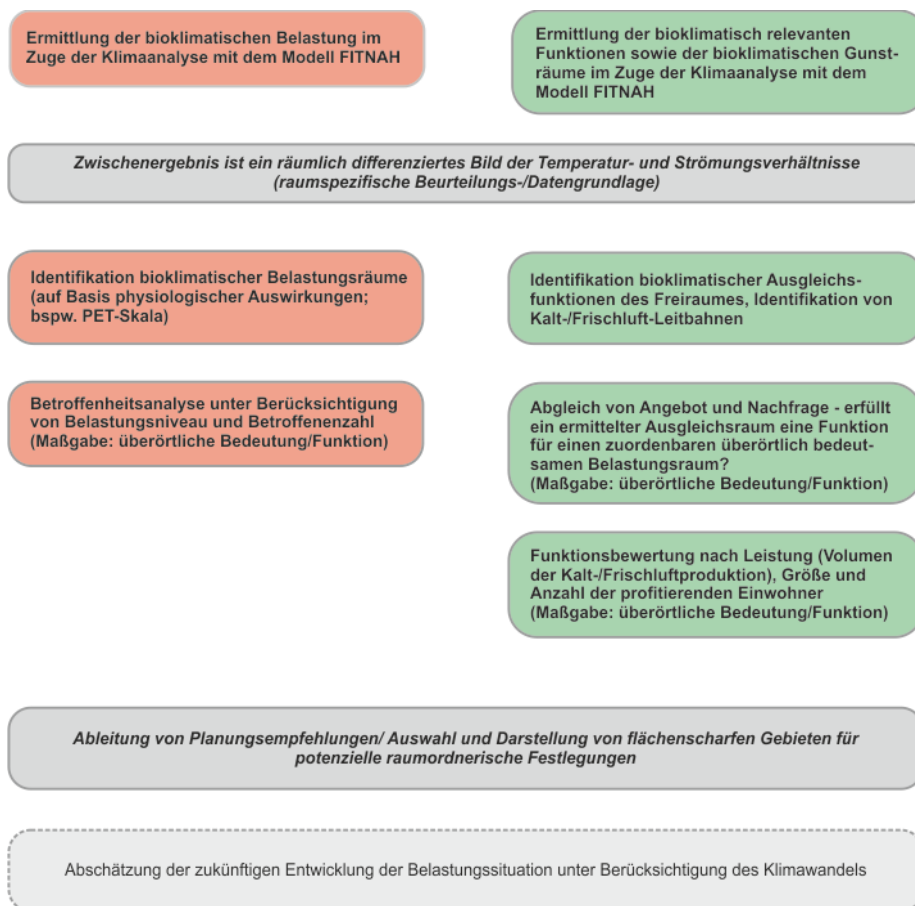 Ermittlung der bioklimatischen Belastung im
Zuge der Klimaanalyse mit dem Modell FITNAH
Ermittlung der bioklimatisch relevanten
Funktionen sowie der bioklimatischen Gunst-
räume im Zuge der Klimaanalyse mit dem
Modell FITNAH
Zwischenergebnis ist ein räumlich differenziertes Bild der Temperatur- und Strömungsverhältnisse
(raumspezifische Beurteilungs-/Datengrundlage)
Identifikation bioklimatischer Belastungsräume
(auf Basis physiologischer Auswirkungen;
bspw. PET-Skala)
Identifikation bioklimatischer Ausgleichs-
funktionen des Freiraumes, Identifikation von
Kalt-/Frischluft-Leitbahnen
Betroffenheitsanalyse unter Berücksichtigung
von Belastungsniveau und Betroffenenzahl
(Maßgabe: überörtliche Bedeutung/Funktion)
Abgleich von Angebot und Nachfrage - erfüllt
ein ermittelter Ausgleichsraum eine Funktion
für einen zuordenbaren überörtlich bedeut-
samen Belastungsraum?
(Maßgabe: überörtliche Bedeutung/Funktion)
Funktionsbewertung nach Leistung (Volumen
der Kalt-/Frischluftproduktion), Größe und
Anzahl der profitierenden Einwohner
(Maßgabe: überörtliche Bedeutung/Funktion)
Ableitung von Planungsempfehlungen/ Auswahl und Darstellung von flächenscharfen Gebieten für
potenzielle raumordnerische Festlegungen
Abschätzung der zukünftigen Entwicklung der Belastungssituation unter Berücksichtigung des Klimawandels